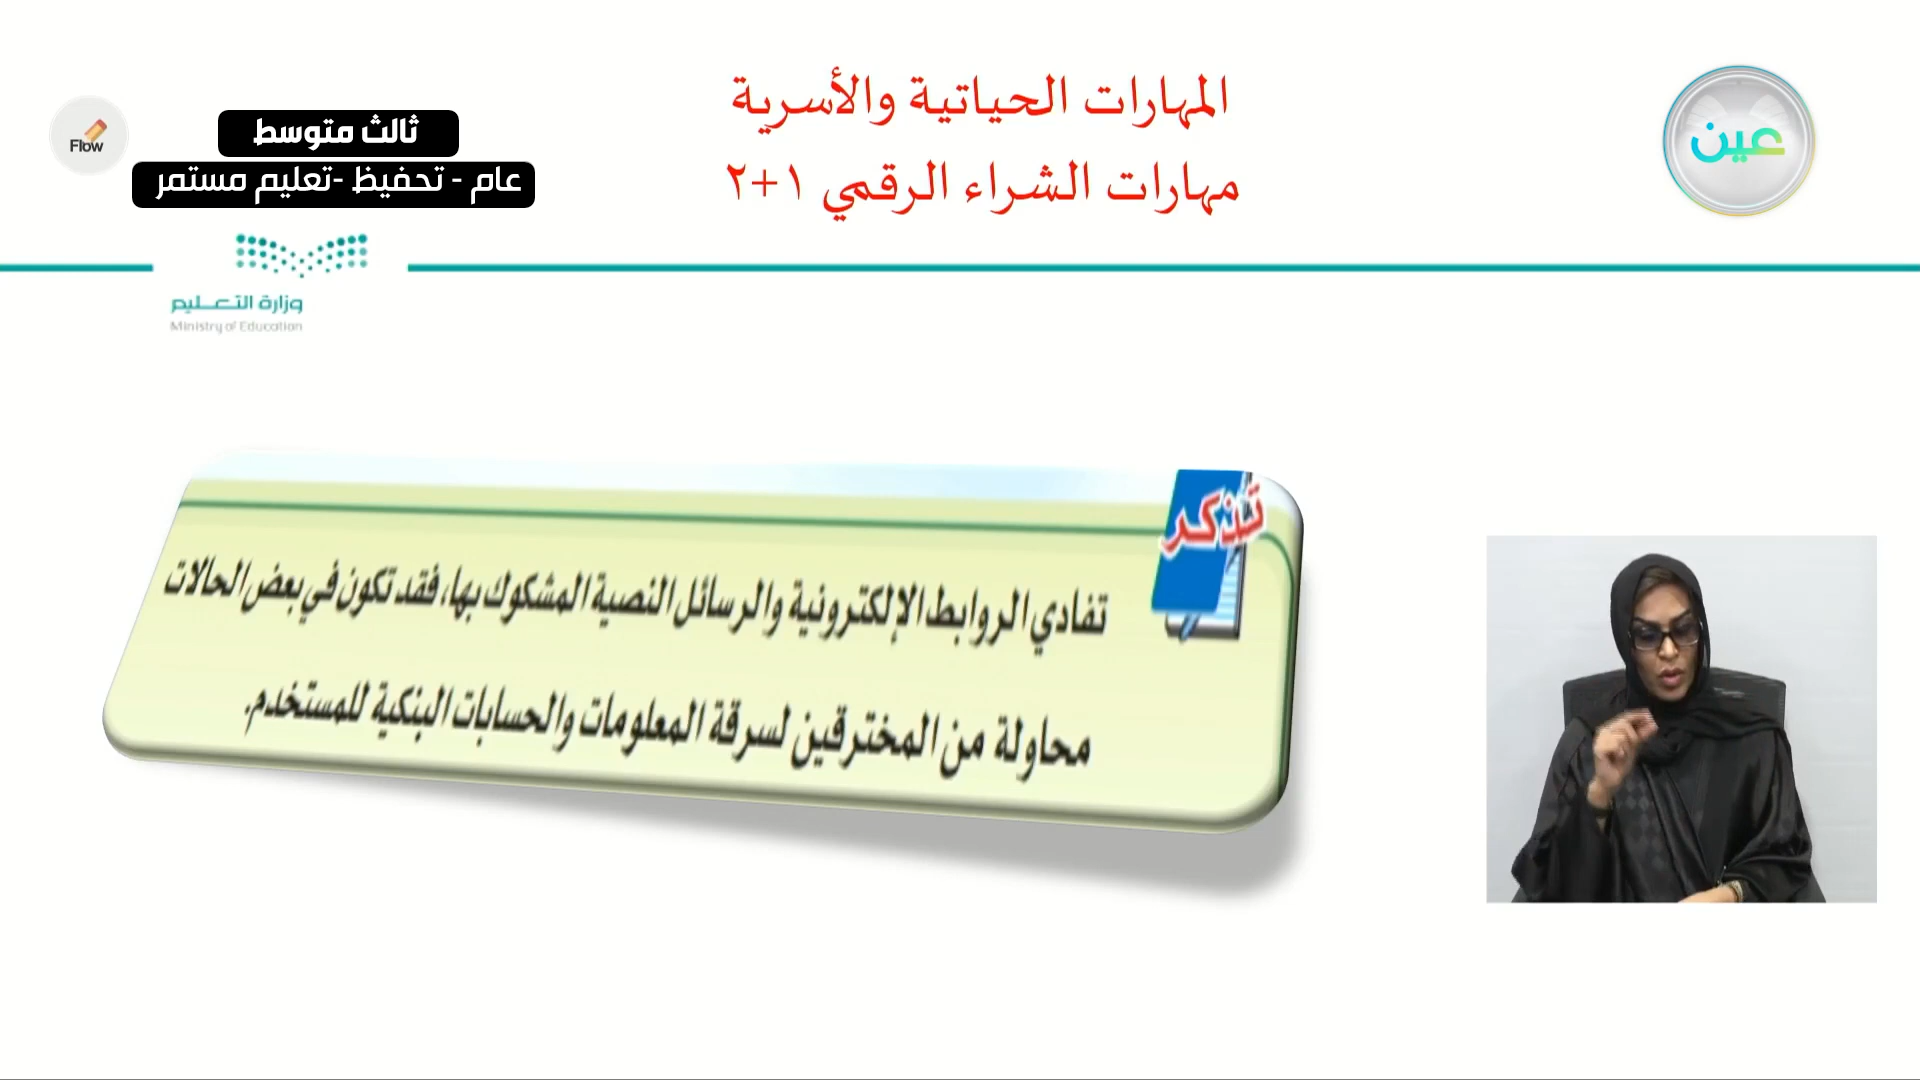 المهارات الحياتية والأسرية
مهارات الشراء الرقمي ١+٢
عين
Flow
ثالث متوسط
عام - تحفيظ -تعليم مستمر
وزارة التعـــليم
Ministry of Education
تذكر
تفادي الروابط الإلكترونية والرسائل النصية المشكوك بها، فقد تكون في بعض الحالات
محاولة من المخترقين لسرقة المعلومات والحسابات البنكية للمستخدم.